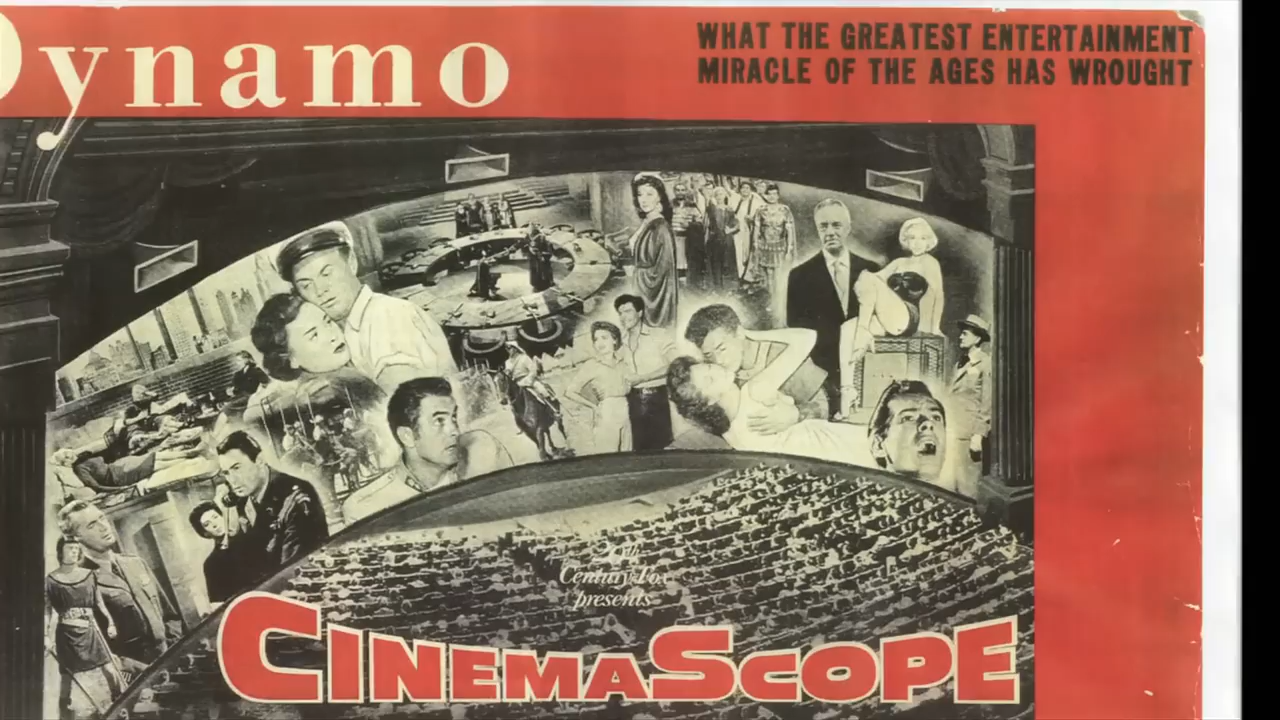 Dynamo
WHAT THE GREATEST ENTERTAINMENT
MIRACLE OF THE AGES HAS WROUGHT
20th
Century-Fox
presents
CINEMASCOPE